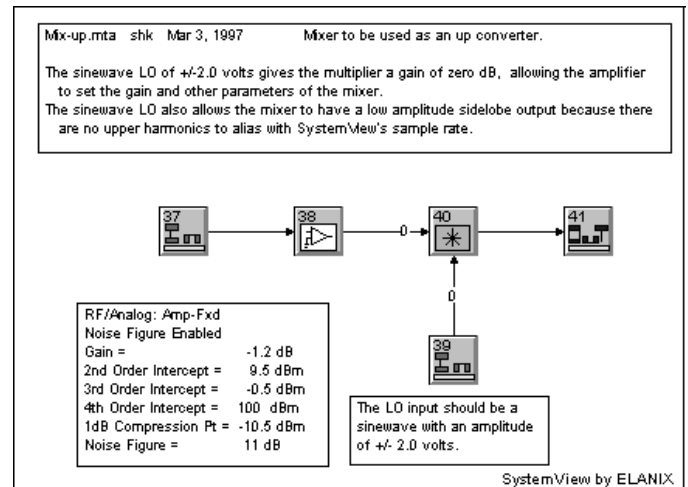 Mix-up.mta shk Mar 3, 1997 Mixer to be used as an up converter.
The sinewave LO of +/-2.0 volts gives the multiplier a gain of zero dB, allowing the amplifier
to set the gain and other parameters of the mixer.
The sinewave LO also allows the mixer to have a low amplitude sidelobe output because there
are no upper harmonics to alias with SystemView's sample rate.
37
38
0
40
41
0
39
RF/Analog: Amp-Fxd
Noise Figure Enabled
Gain = -1.2 dB
2nd Order Intercept = 9.5 dBm
3rd Order Intercept = -0.5 dBm
4th Order Intercept = 100 dBm
1dB Compression Pt = -10.5 dBm
Noise Figure = 11 dB
The LO input should be a
sinewave with an amplitude
of +/- 2.0 volts.
SystemView by ELANIX